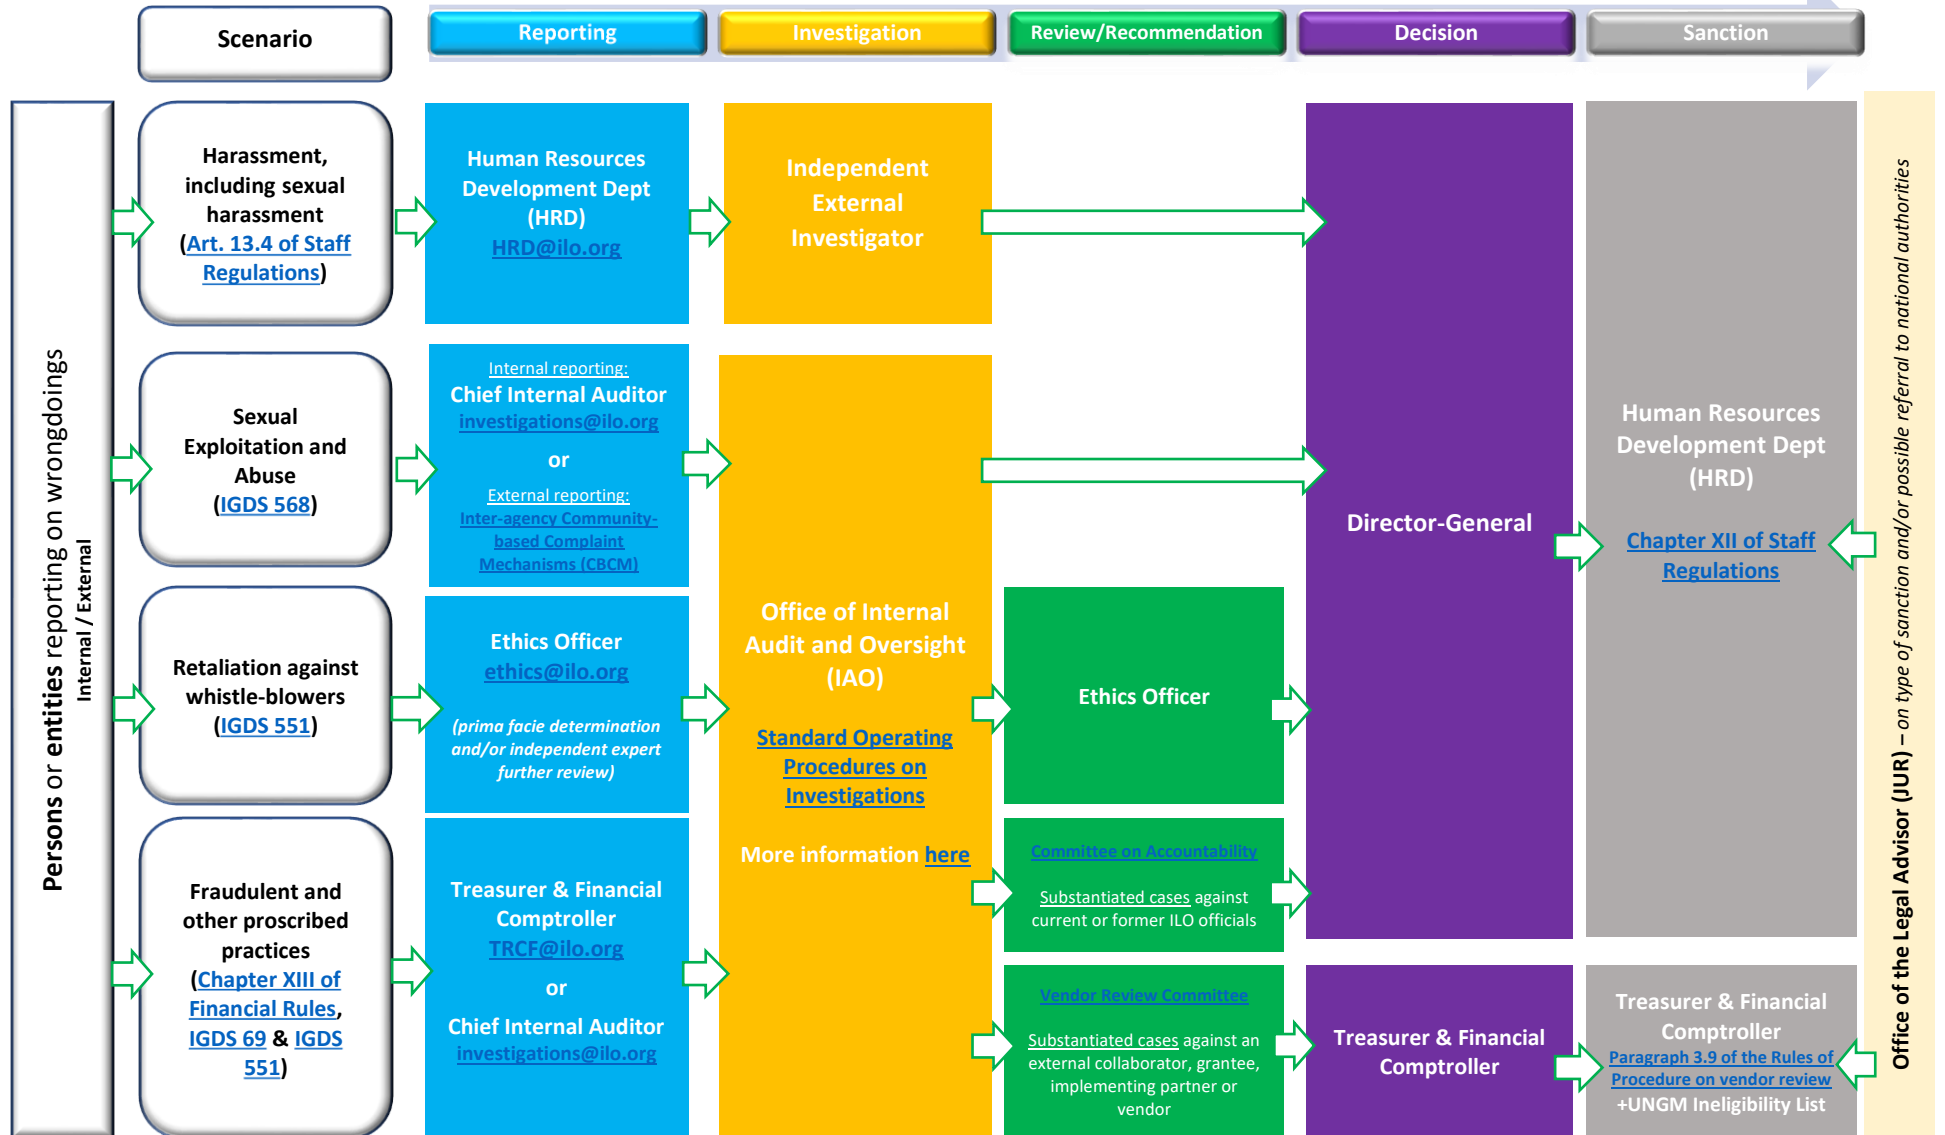 Scenario
Reporting
Investigation
Review/Recommendation
Decision
Sanction
Persons or entities reporting on wrongdoings
Internal / External
Harassment,
including sexual
harassment
(Art. 13.4 of Staff
Regulations)
Human Resources
Development Dept
(HRD)
HRD@ilo.org
Independent
External
Investigator
Sexual
Exploitation and
Abuse
(IGDS 568)
Internal reporting:
Chief Internal Auditor
investigations@ilo.org
or
External reporting:
Inter-agency Community-
based Complaint
Mechanisms (CBCM)
Retaliation against
whistle-blowers
(IGDS 551)
Ethics Officer
ethics@ilo.org
(prima facie determination
and/or independent expert
further review)
Fraudulent and
other proscribed
practices
(Chapter XIII of
Financial Rules,
IGDS 69 & IGDS
551)
Treasurer & Financial
Comptroller
TRCF@ilo.org
or
Chief Internal Auditor
investigations@ilo.org
Office of Internal
Audit and Oversight
(IAO)
Standard Operating
Procedures on
Investigations
More information here
Ethics Officer
Committee on Accountability
Substantiated cases against
current or former ILO officials
Vendor Review Committee
Substantiated cases against an
external collaborator, grantee,
implementing partner or
vendor
Director-General
Treasurer & Financial
Comptroller
Human Resources
Development Dept
(HRD)
Chapter XII of Staff
Regulations
Treasurer & Financial
Comptroller
Paragraph 3.9 of the Rules of
Procedure on vendor review
+UNGM Ineligibility List
Office of the Legal Advisor (JUR) – on type of sanction and/or possible referral to national authorities